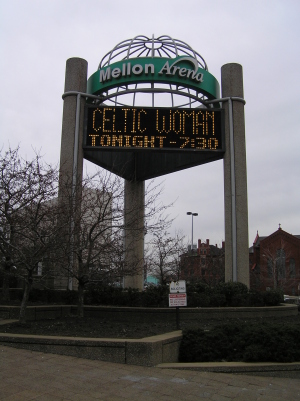 Mellon Arena
CELTIC WOMAN
TONIGHT-7:30